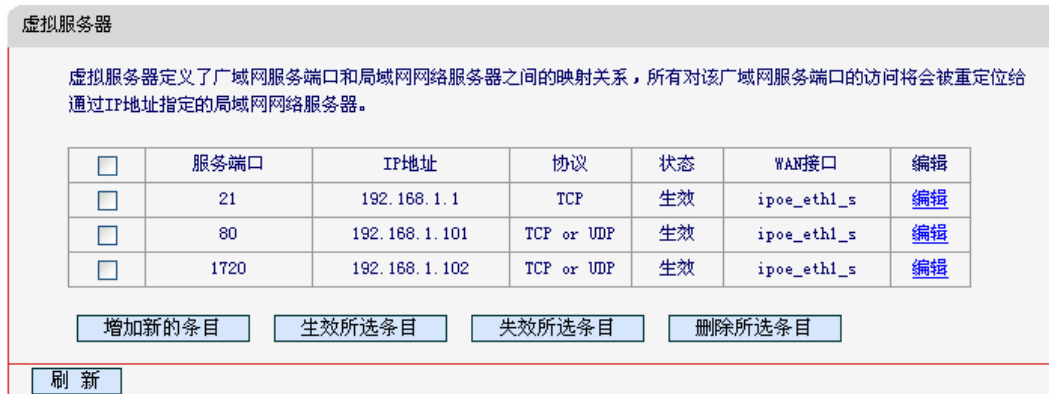 虚拟服务器
虚拟服务器定义了广域网服务端口和局域网网络服务器之间的映射关系，所有对该广域网服务端口的访问将会被重定位给
通过IP地址指定的局域网网络服务器。
服务端口 IP地址 协议 状态 WAN接口 编辑
21 192.168.1.1 TCP 生效 ipoe_eth1_s 编辑
80 192.168.1.101 TCP or UDP 生效 ipoe_eth1_s 编辑
1720 192.168.1.102 TCP or UDP 生效 ipoe_eth1_s 编辑
增加新的条目 生效所选条目 失效所选条目 删除所选条目
刷 新